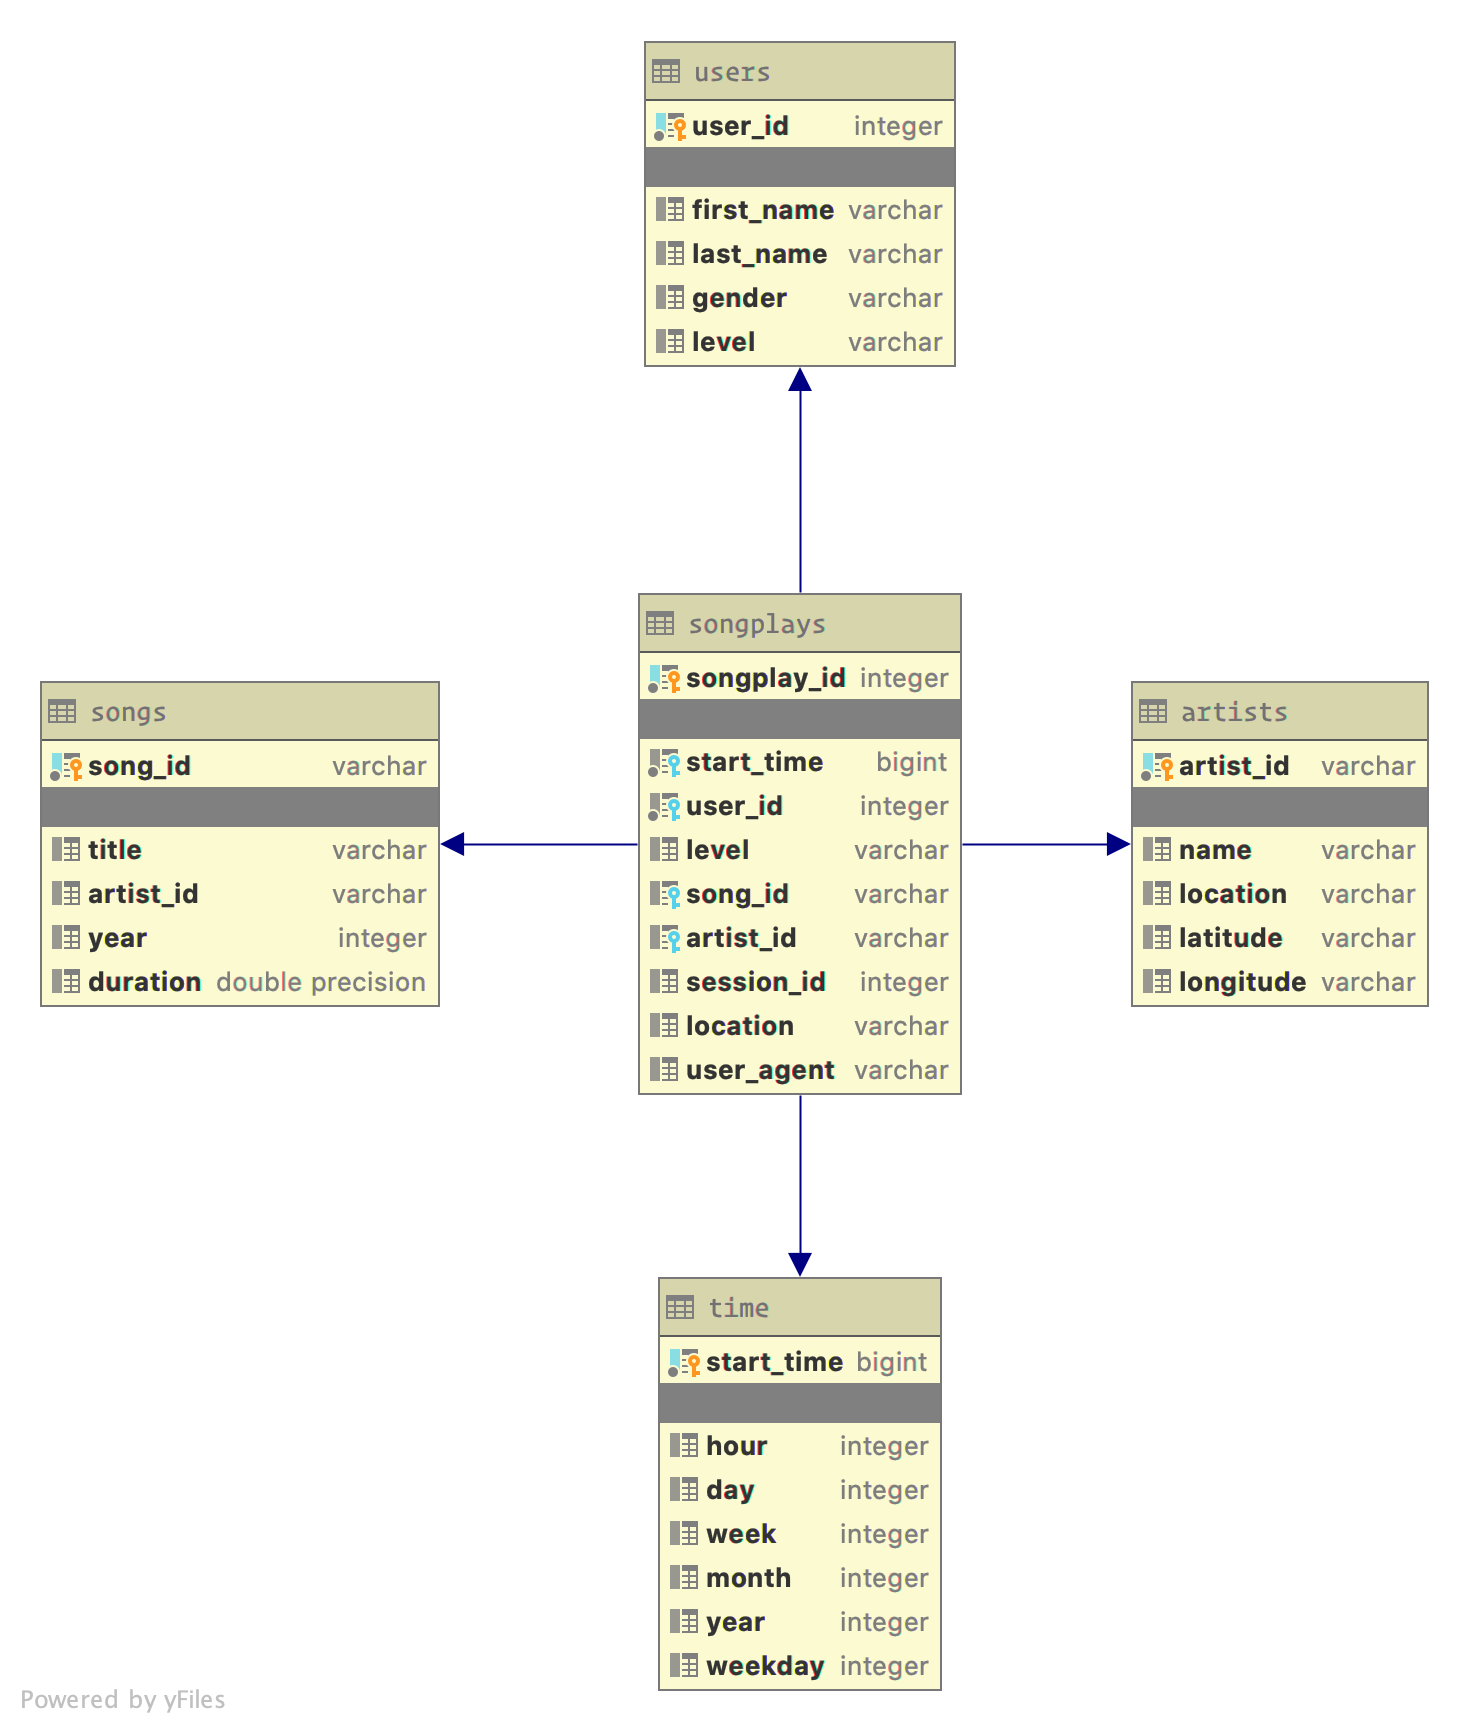 users
user_id integer
first_name varchar
last_name varchar
gender varchar
level varchar
songplays
songplay_id integer
start_time bigint
user_id integer
level varchar
song_id varchar
artist_id varchar
session_id integer
location varchar
user_agent varchar
songs
song_id varchar
title varchar
artist_id varchar
year integer
duration double precision
artists
artist_id varchar
name varchar
location varchar
latitude varchar
longitude varchar
time
start_time bigint
hour integer
day integer
week integer
month integer
year integer
weekday integer
Powered by yFiles